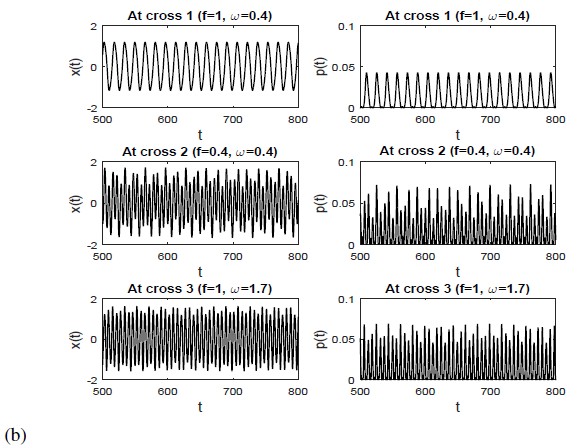 At cross 1 (f=1, ω=0.4)
2
0
-2
x(t)
500 600 700 800
t
At cross 1 (f=1, ω=0.4)
0.1
0.05
0
p(t)
500 600 700 800
t
At cross 2 (f=0.4, ω=0.4)
2
0
-2
x(t)
500 600 700 800
t
At cross 2 (f=0.4, ω=0.4)
0.1
0.05
0
p(t)
500 600 700 800
t
At cross 3 (f=1, ω=1.7)
2
0
-2
x(t)
500 600 700 800
t
At cross 3 (f=1, ω=1.7)
0.1
0.05
0
p(t)
500 600 700 800
t
(b)